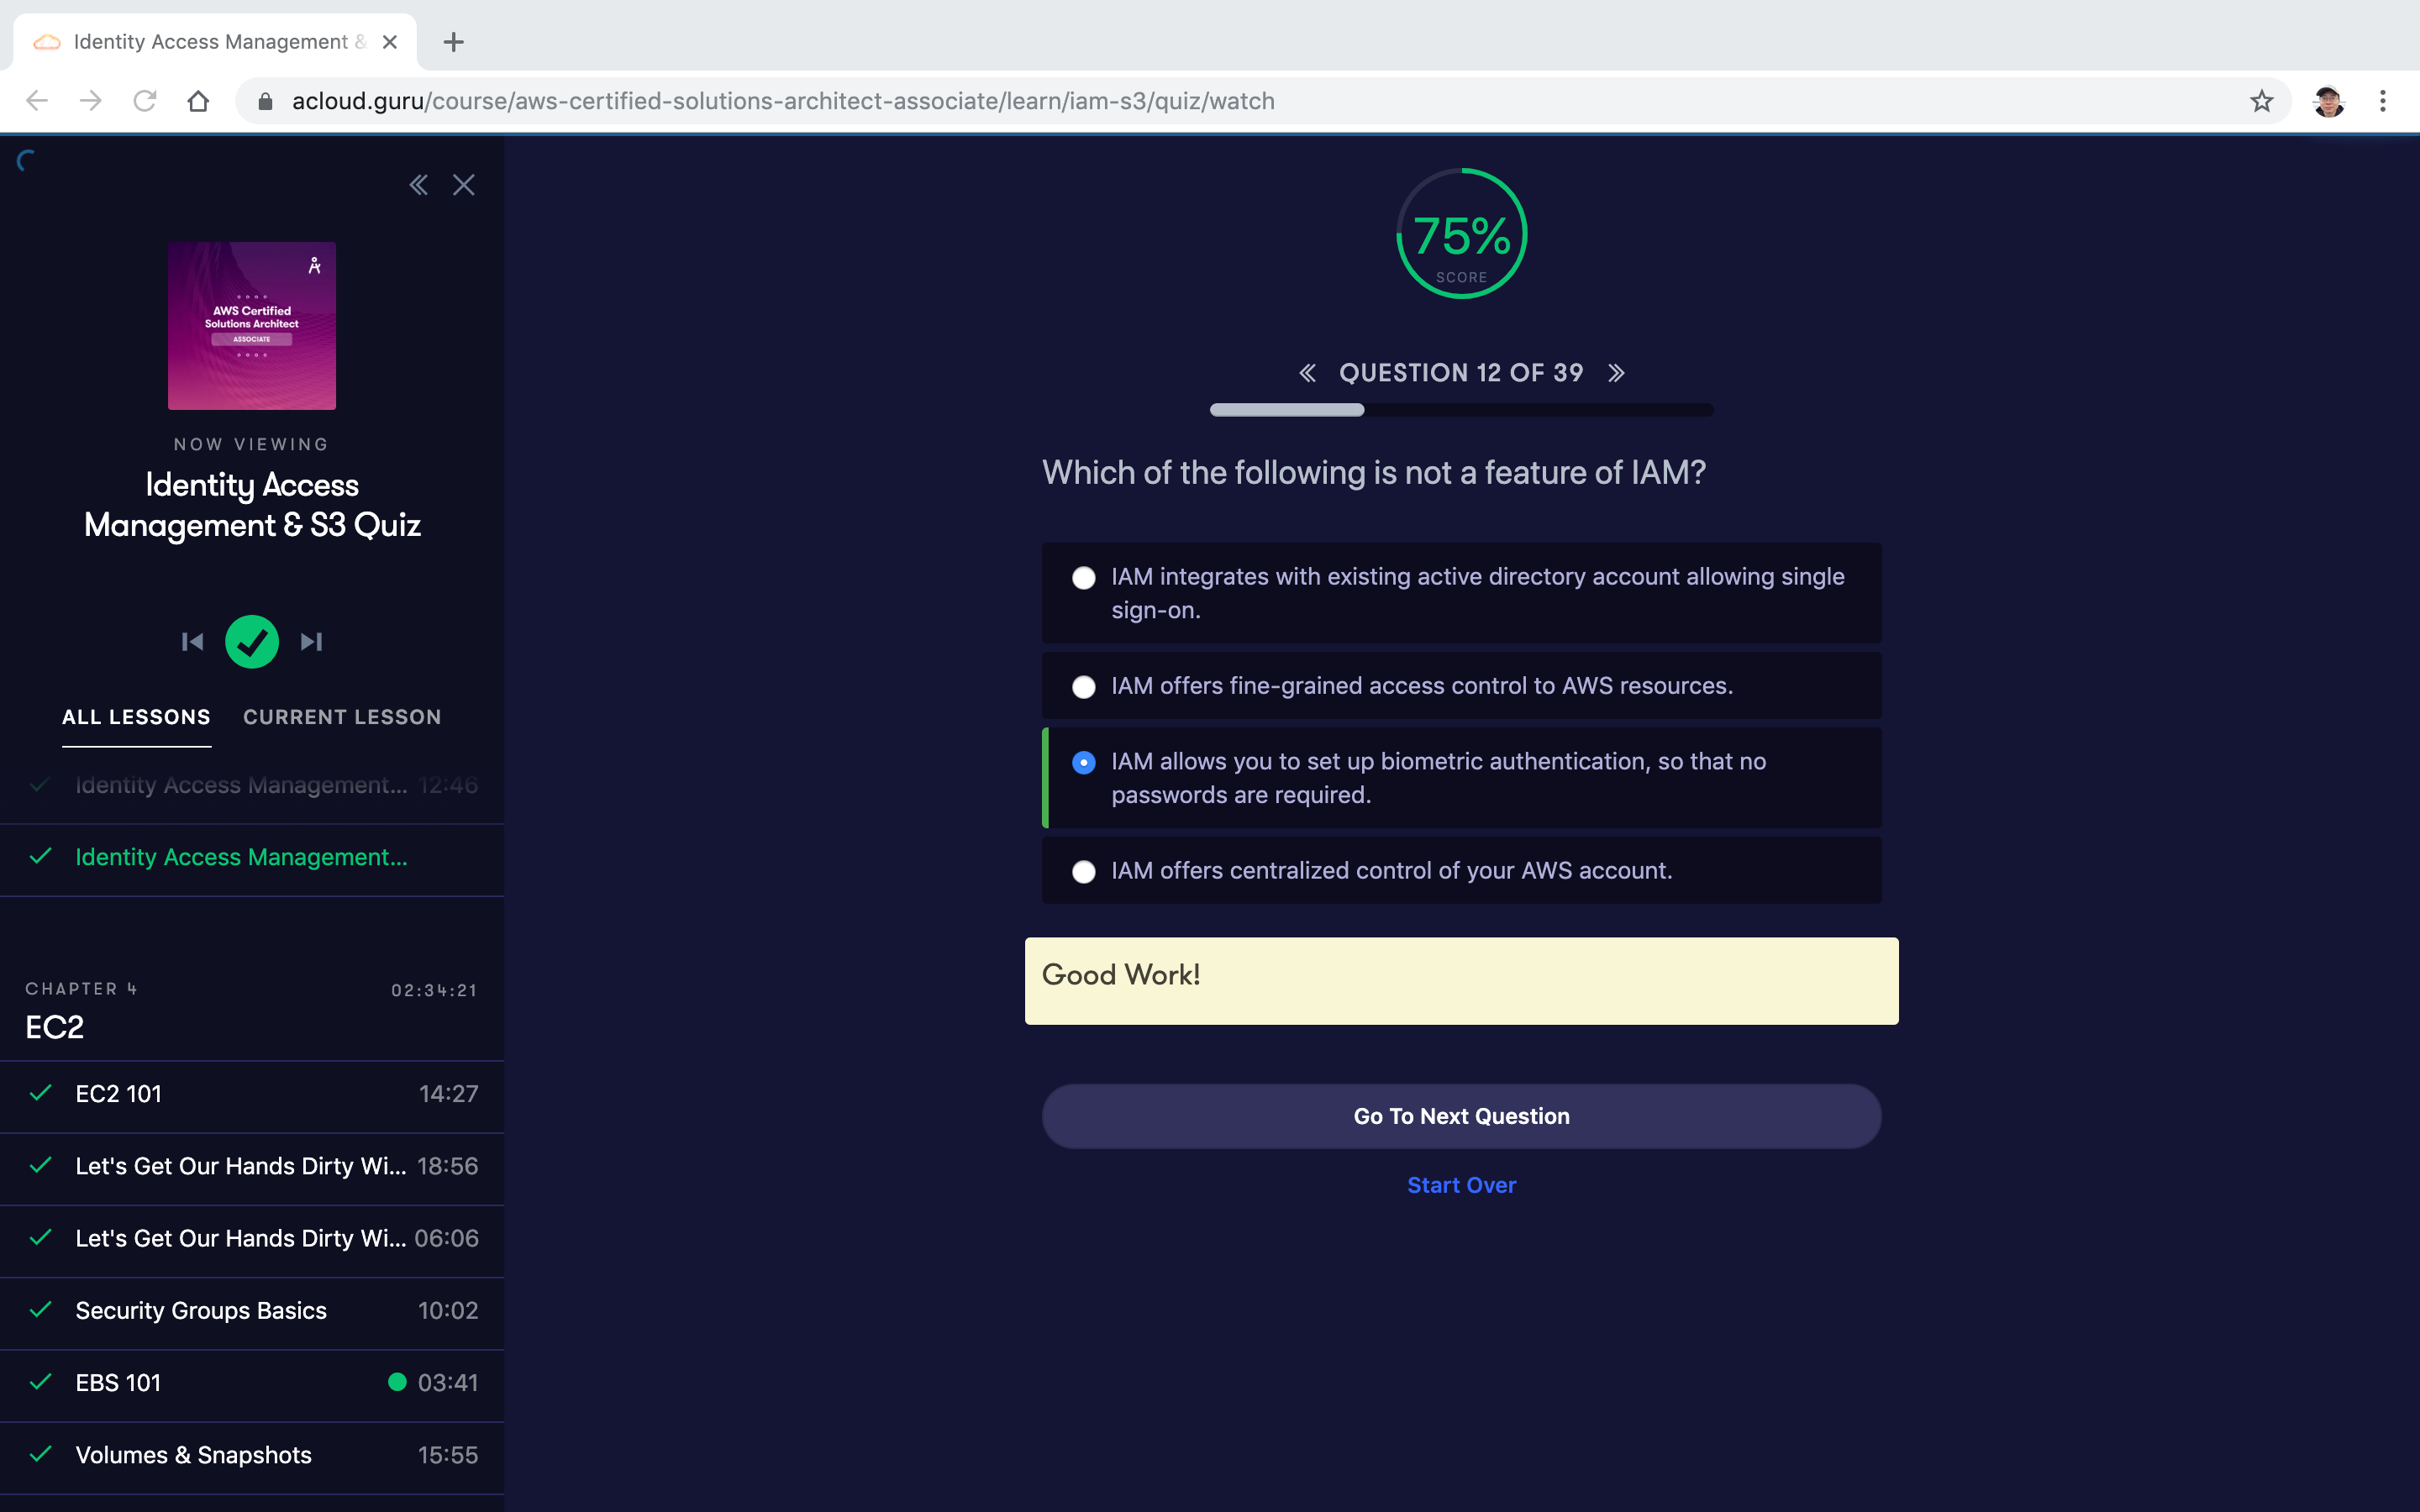 Identity Access Management &
acloud.guru/course/aws-certified-solutions-architect-associate/learn/iam-s3/quiz/watch
AWS Certified
Solutions Architect
ASSOCIATE
NOW VIEWING
Identity Access
Management & S3 Quiz
ALL LESSONS CURRENT LESSON
Identity Access Management... 12:46
Identity Access Management...
CHAPTER 4 02:34:21
EC2
EC2 101 14:27
Let's Get Our Hands Dirty Wi... 18:56
Let's Get Our Hands Dirty Wi... 06:06
Security Groups Basics 10:02
EBS 101 03:41
Volumes & Snapshots 15:55
75%
SCORE
QUESTION 12 OF 39
Which of the following is not a feature of IAM?
IAM integrates with existing active directory account allowing single
sign-on.
IAM offers fine-grained access control to AWS resources.
IAM allows you to set up biometric authentication, so that no
passwords are required.
IAM offers centralized control of your AWS account.
Good Work!
Go To Next Question
Start Over